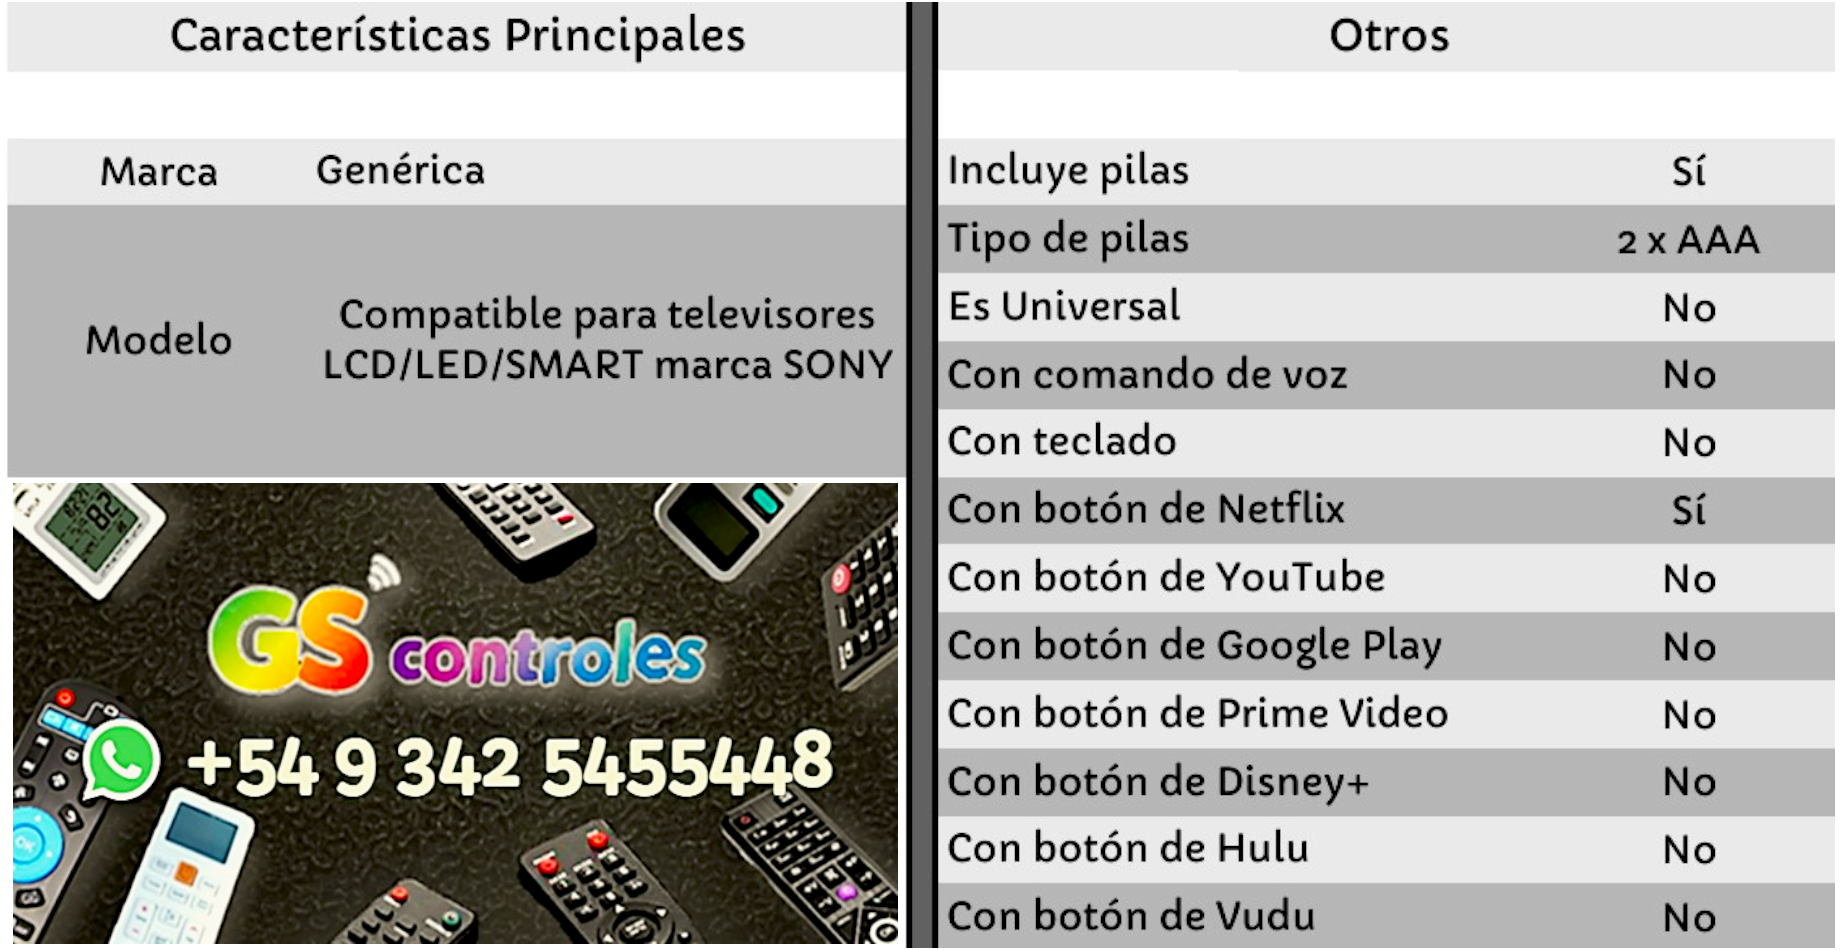 Características Principales
Marca Genérica
Modelo
Compatible para televisores
LCD/LED/SMART marca SONY
GS controles
+54 9 342 5455448
Otros
Incluye pilas Sí
Tipo de pilas 2 x AAA
Es Universal No
Con comando de voz No
Con teclado No
Con botón de Netflix Sí
Con botón de YouTube No
Con botón de Google Play No
Con botón de Prime Video No
Con botón de Disney+ No
Con botón de Hulu No
Con botón de Vudu No